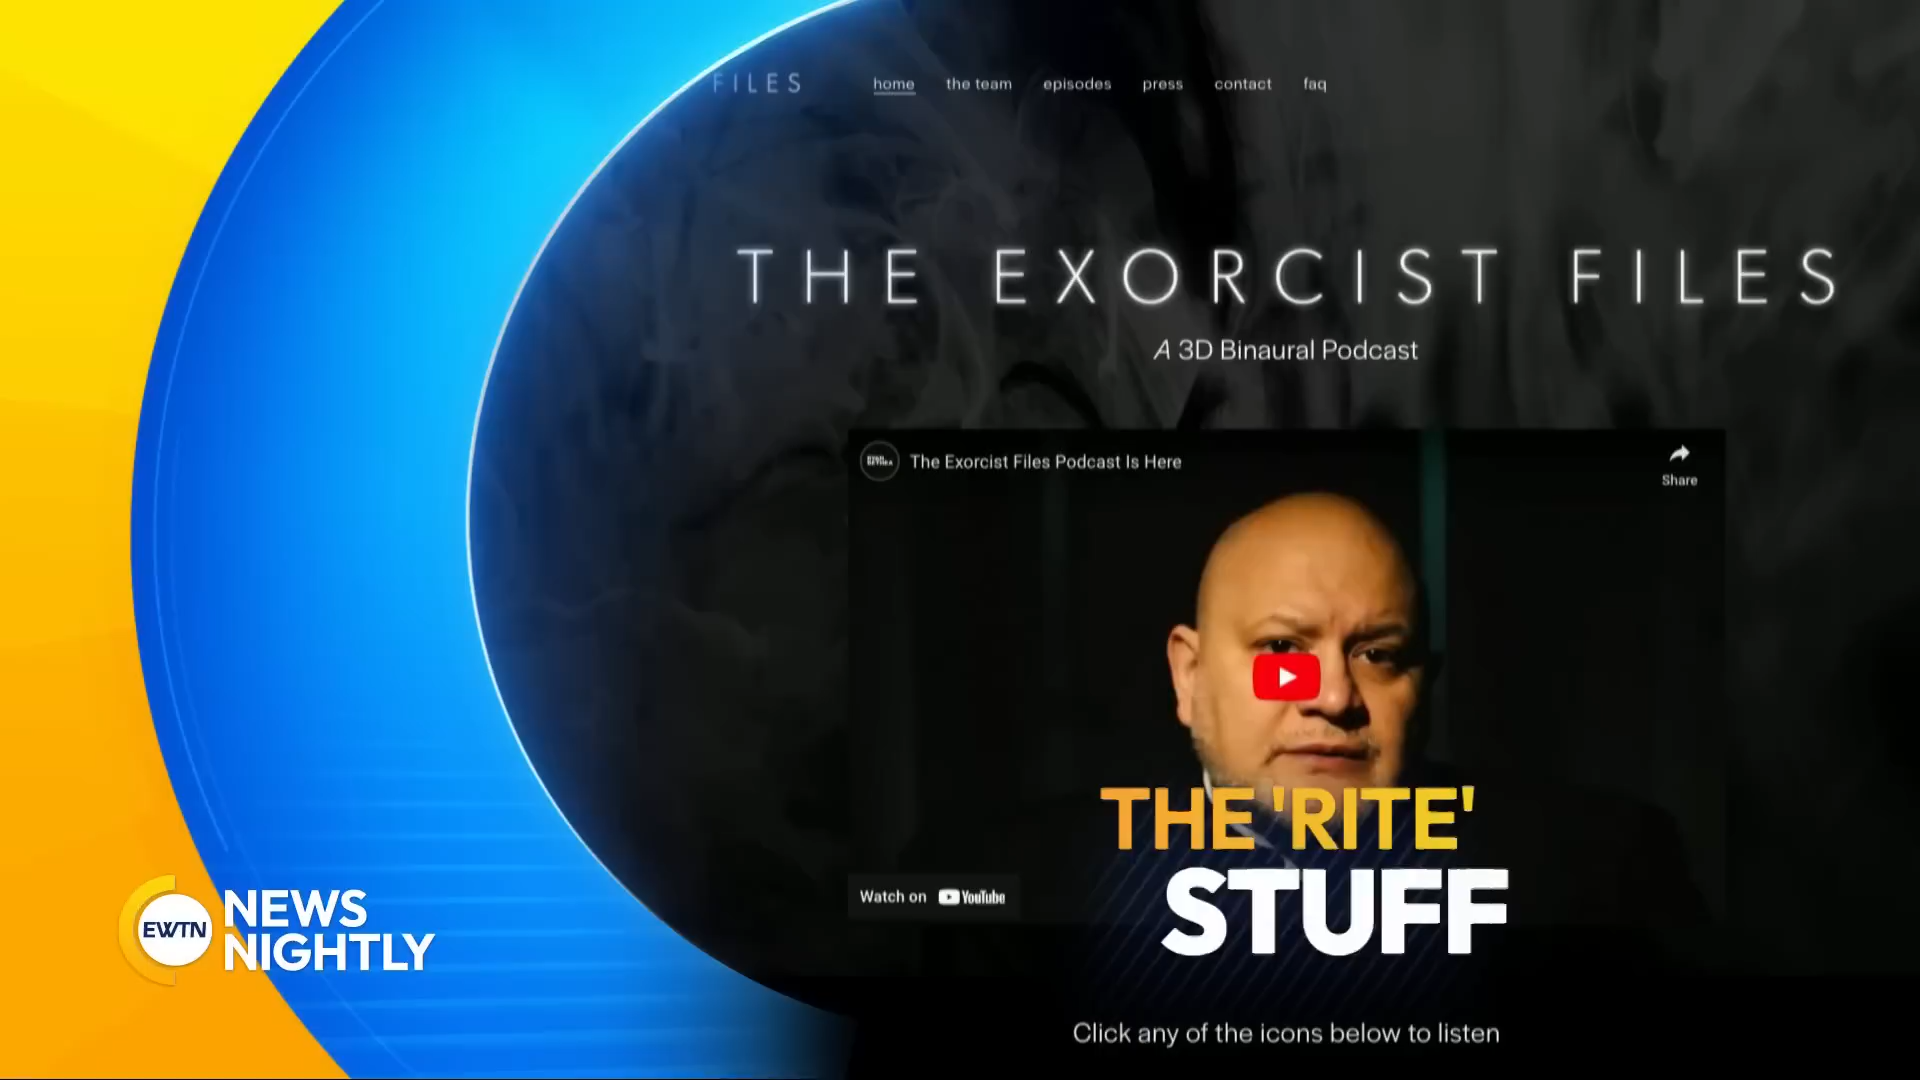 FILES
home the team episodes press contact faq
THE EXORCIST FILES
A 3D Binaural Podcast
The Exorcist Files Podcast Is Here
Share
THE 'RITE'
STUFF
Watch on YouTube
EWTN
NEWS
NIGHTLY
Click any of the icons below to listen